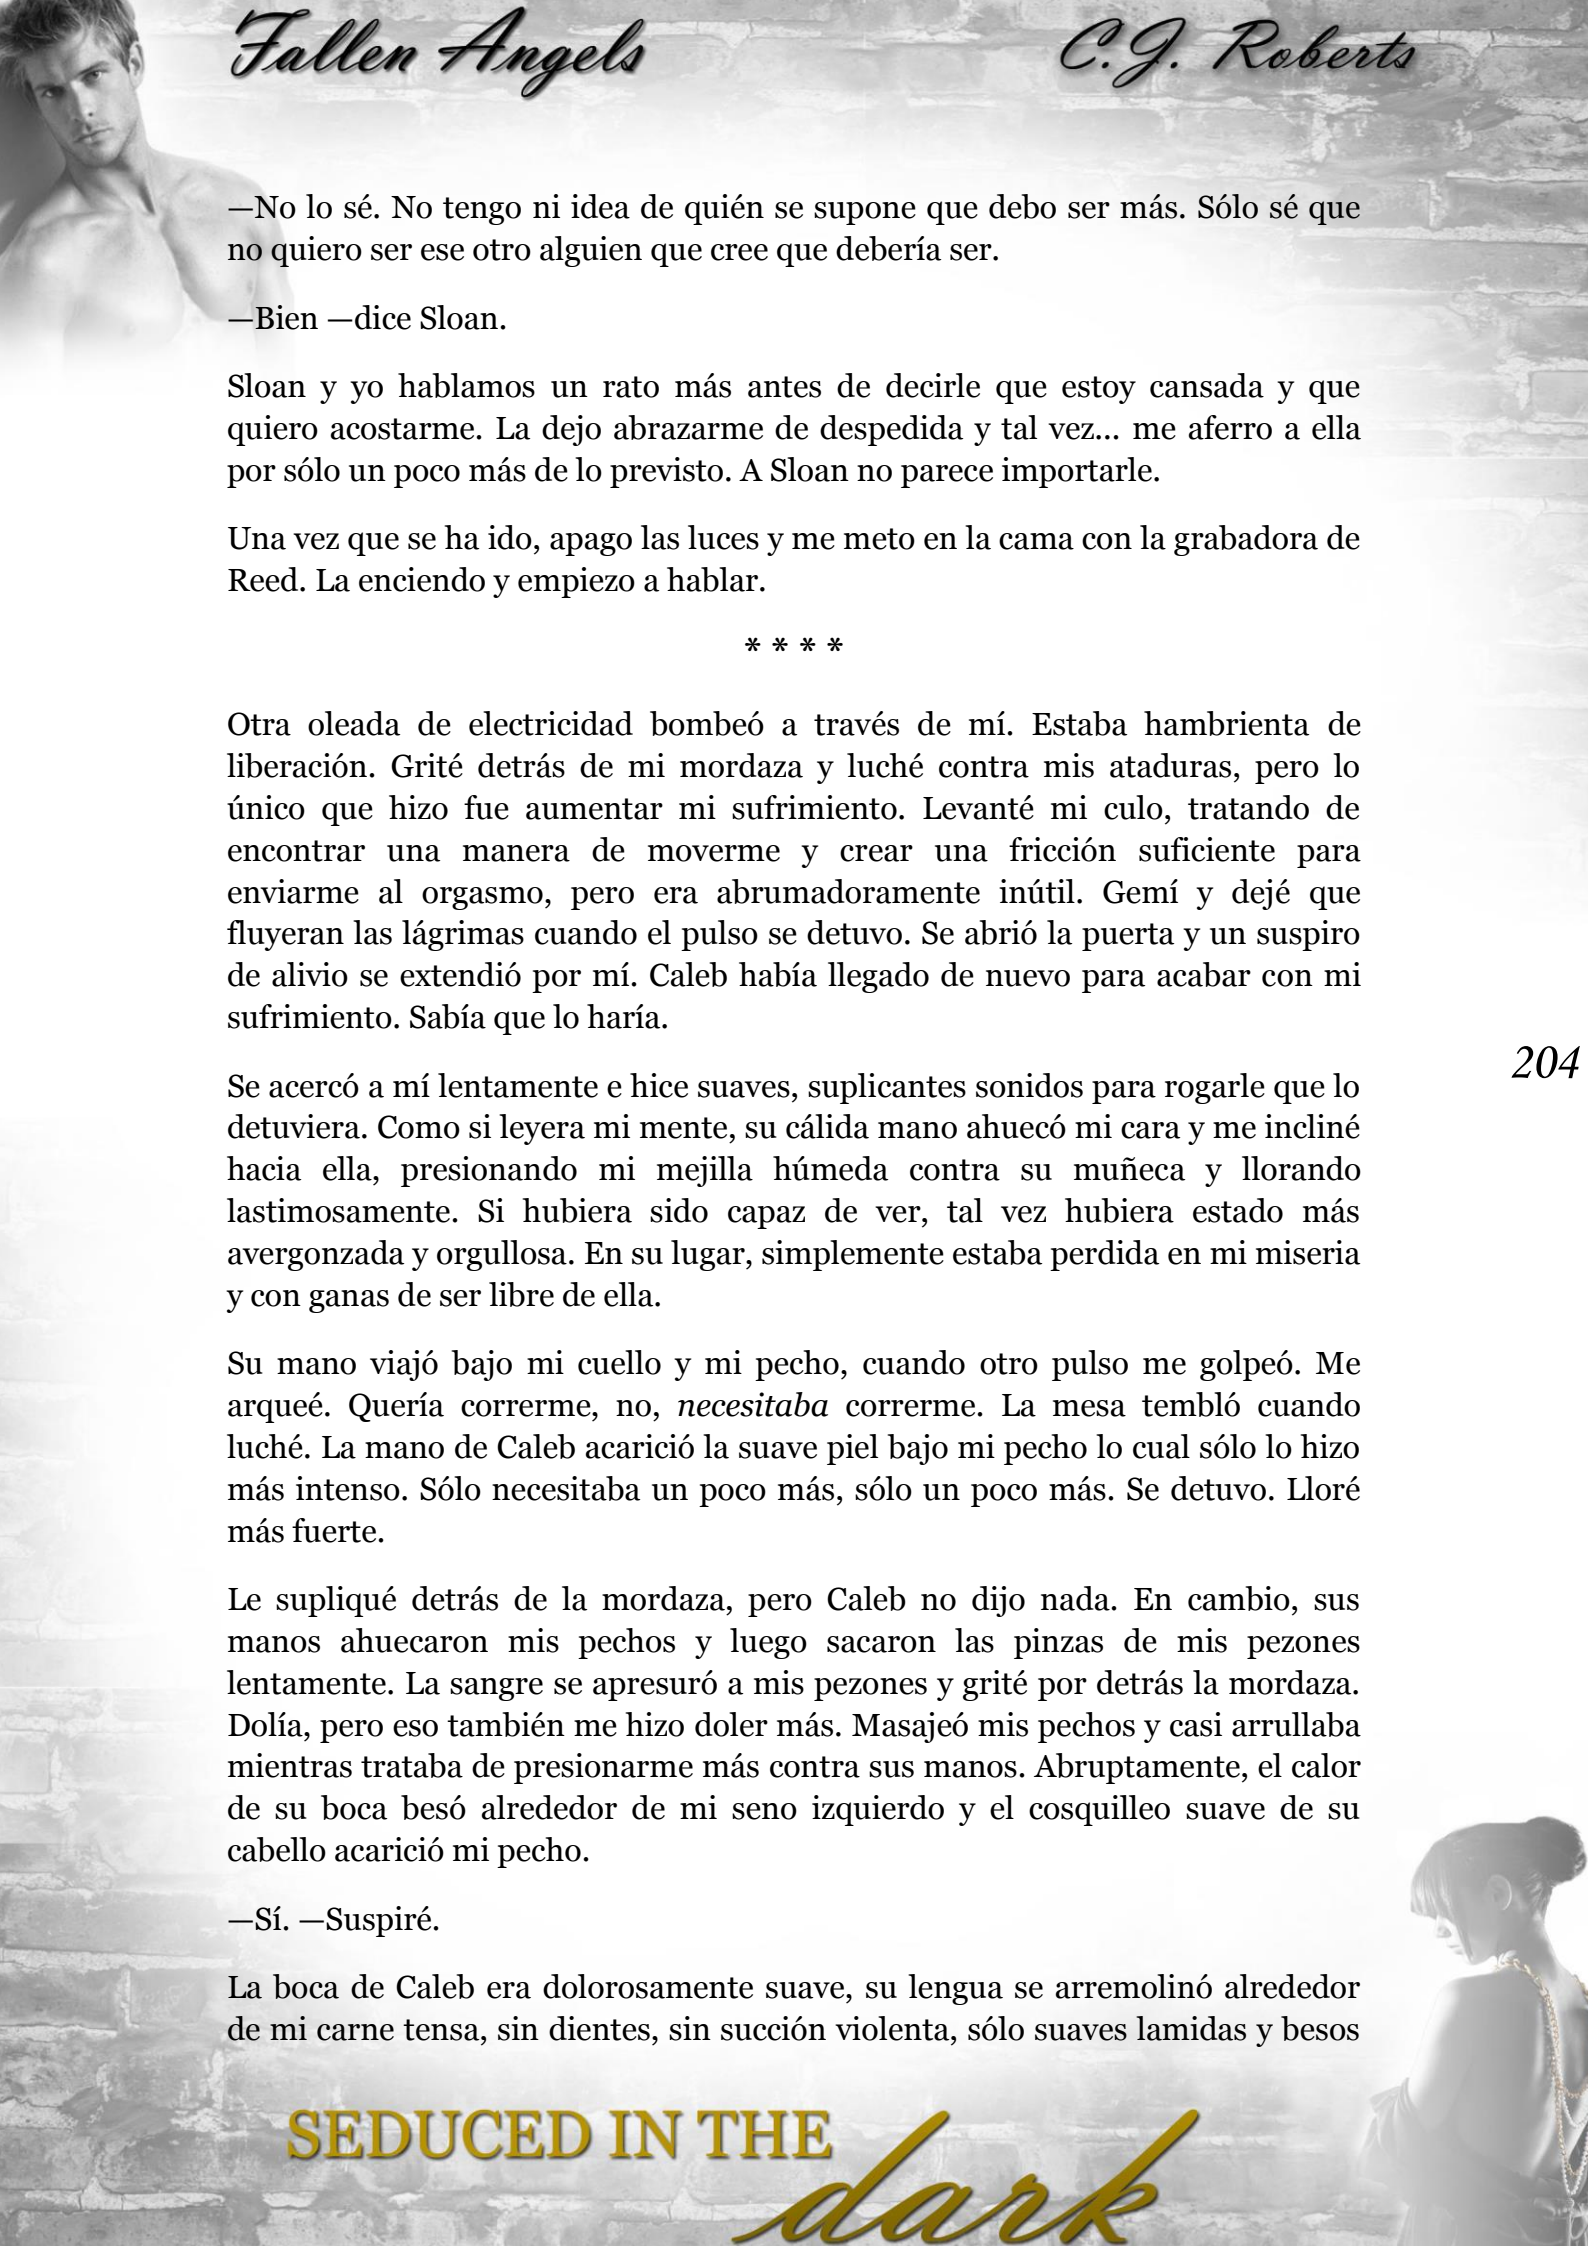 Fallen Angels
C.J. Roberts
—No lo sé. No tengo ni idea de quién se supone que debo ser más. Sólo sé que
no quiero ser ese otro alguien que cree que debería ser.
—Bien —dice Sloan.
Sloan y yo hablamos un rato más antes de decirle que estoy cansada y que
quiero acostarme. La dejo abrazarme de despedida y tal vez... me aferro a ella
por sólo un poco más de lo previsto. A Sloan no parece importarle.
Una vez que se ha ido, apago las luces y me meto en la cama con la grabadora de
Reed. La enciendo y empiezo a hablar.
* * * *
Otra oleada de electricidad bombeó a través de mí. Estaba hambrienta de
liberación. Grité detrás de mi mordaza y luché contra mis ataduras, pero lo
único que hizo fue aumentar mi sufrimiento. Levanté mi culo, tratando de
encontrar una manera de moverme y crear una fricción suficiente para
enviarme al orgasmo, pero era abrumadoramente inútil. Gemí y dejé que
fluyeran las lágrimas cuando el pulso se detuvo. Se abrió la puerta y un suspiro
de alivio se extendió por mí. Caleb había llegado de nuevo para acabar con mi
sufrimiento. Sabía que lo haría.
204
Se acercó a mí lentamente e hice suaves, suplicantes sonidos para rogarle que lo
detuviera. Como si leyera mi mente, su cálida mano ahuecó mi cara y me incliné
hacia ella, presionando mi mejilla húmeda contra su muñeca y llorando
lastimosamente. Si hubiera sido capaz de ver, tal vez hubiera estado más
avergonzada y orgullosa. En su lugar, simplemente estaba perdida en mi miseria
y con ganas de ser libre de ella.
Su mano viajó bajo mi cuello y mi pecho, cuando otro pulso me golpeó. Me
arqueé. Quería correrme, no, necesitaba correrme. La mesa tembló cuando
luché. La mano de Caleb acarició la suave piel bajo mi pecho lo cual sólo lo hizo
más intenso. Sólo necesitaba un poco más, sólo un poco más. Se detuvo. Lloré
más fuerte.
Le supliqué detrás de la mordaza, pero Caleb no dijo nada. En cambio, sus
manos ahuecaron mis pechos y luego sacaron las pinzas de mis pezones
lentamente. La sangre se apresuró a mis pezones y grité por detrás la mordaza.
Dolía, pero eso también me hizo doler más. Masajeó mis pechos y casi arrullaba
mientras trataba de presionarme más contra sus manos. Abruptamente, el calor
de su boca besó alrededor de mi seno izquierdo y el cosquilleo suave de su
cabello acarició mi pecho.
—Sí. —Suspiré.
La boca de Caleb era dolorosamente suave, su lengua se arremolinó alrededor
de mi carne tensa, sin dientes, sin succión violenta, sólo suaves lamidas y besos
SEDUCED IN THE
dark